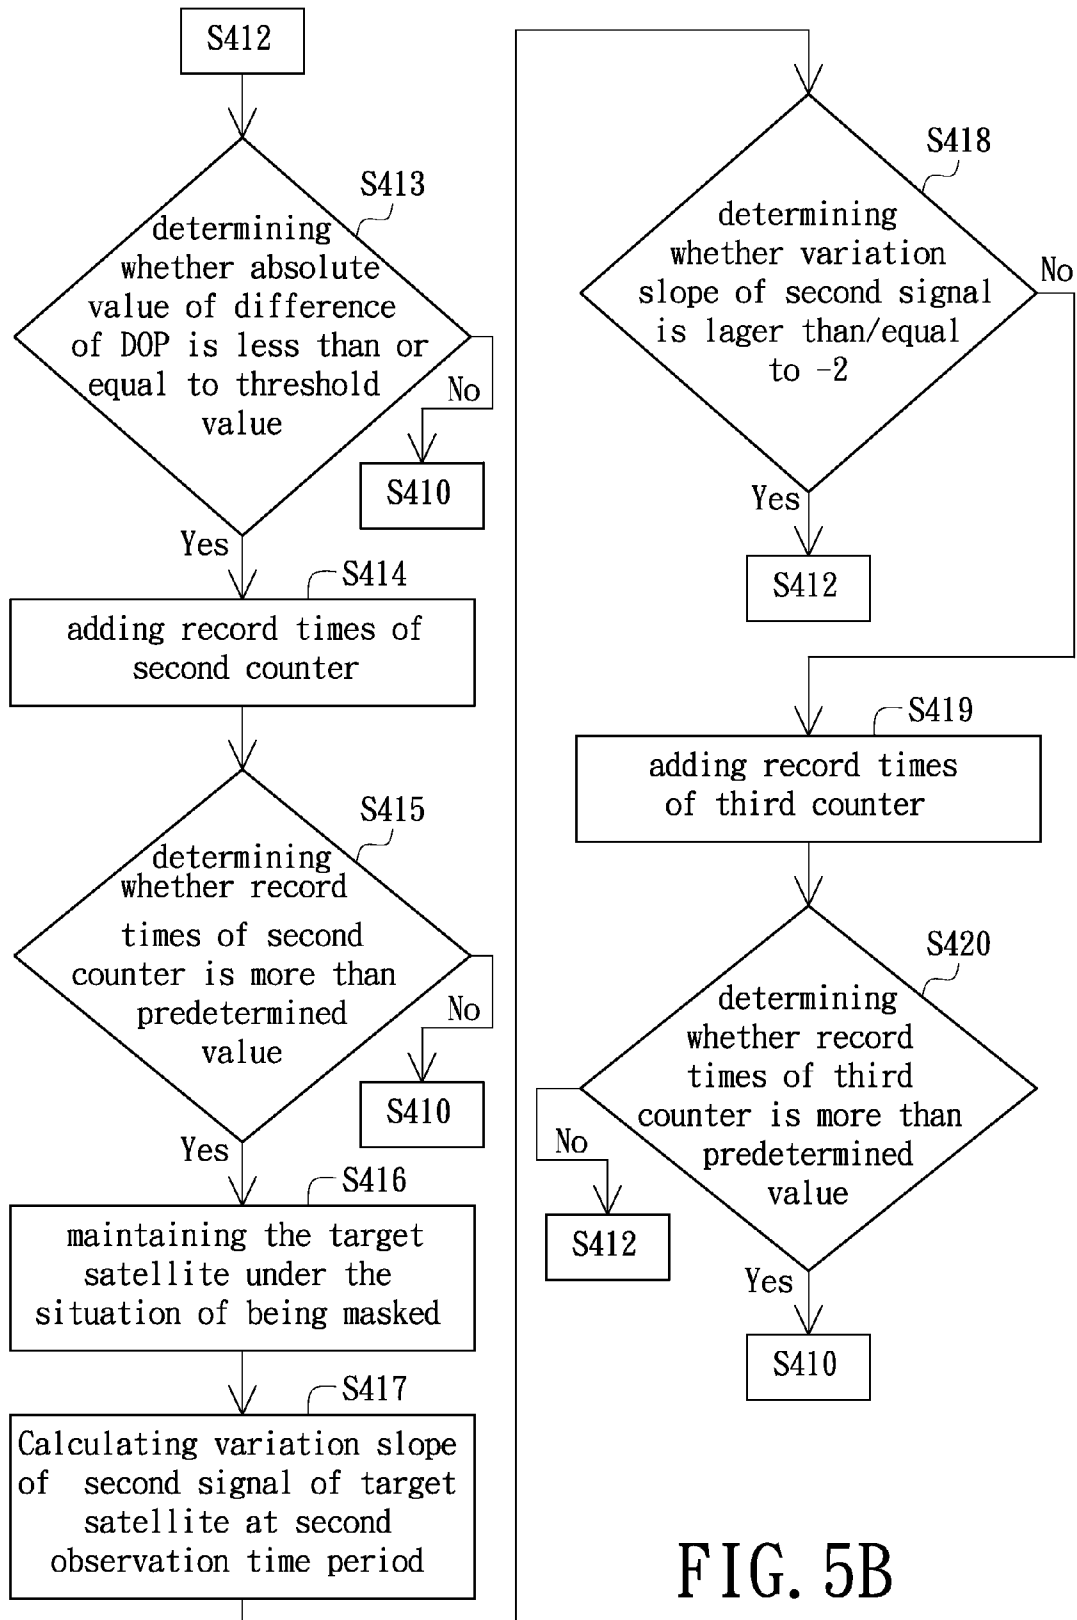 S412
S413
determining
whether absolute
value of difference
of DOP is less than or
equal to threshold
value
No
S410
Yes
S414
adding record times of
second counter
S415
determining
whether record
times of second
counter is more than
predetermined
value
No
S410
Yes
S416
maintaining the target
satellite under the
situation of being masked
S417
Calculating variation slope
of second signal of target
satellite at second
observation time period
S418
determining
whether variation
slope of second signal
is lager than/equal
to -2
No
Yes
S412
S419
adding record times
of third counter
S420
determining
whether record
times of third
counter is more than
predetermined
value
No
S412
Yes
S410
FIG. 5B